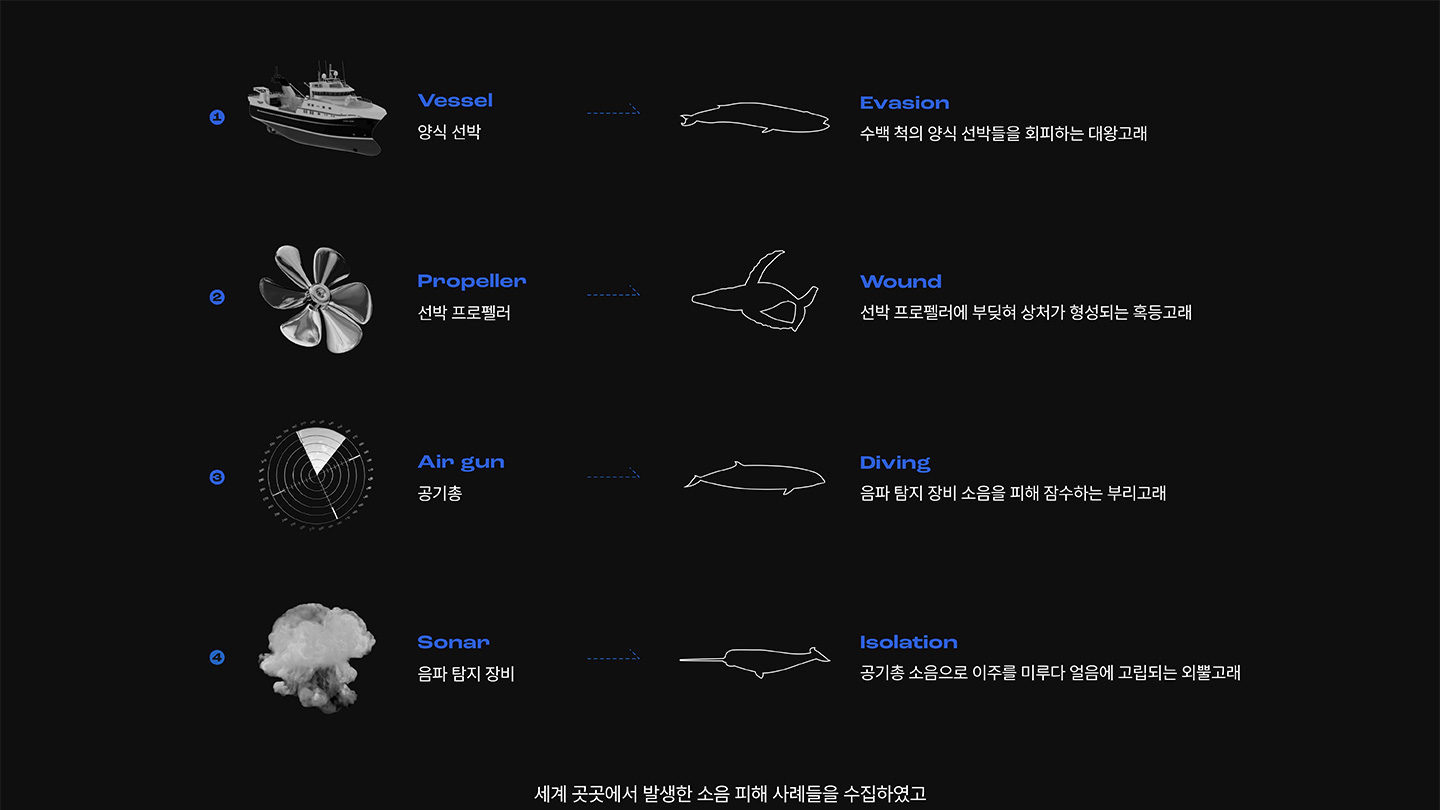 1
Vessel
양식 선박
Evasion
수백 척의 양식 선박들을 회피하는 대왕고래
2
Propeller
선박 프로펠러
Wound
선박 프로펠러에 부딪혀 상처가 형성되는 혹등고래
3
Air gun
공기총
Diving
음파 탐지 장비 소음을 피해 잠수하는 부리고래
4
Sonar
음파 탐지 장비
Isolation
공기총 소음으로 이주를 미루다 얼음에 고립되는 외뿔고래
세계 곳곳에서 발생한 소음 피해 사례들을 수집하였고